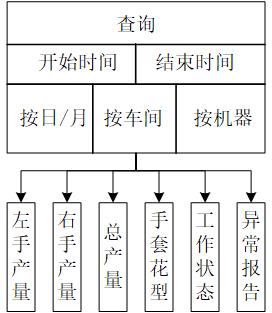 查询
开始时间 结束时间
按日/月 按车间 按机器
左手产量
右手产量
总产量
手套花型
工作状态
异常报告